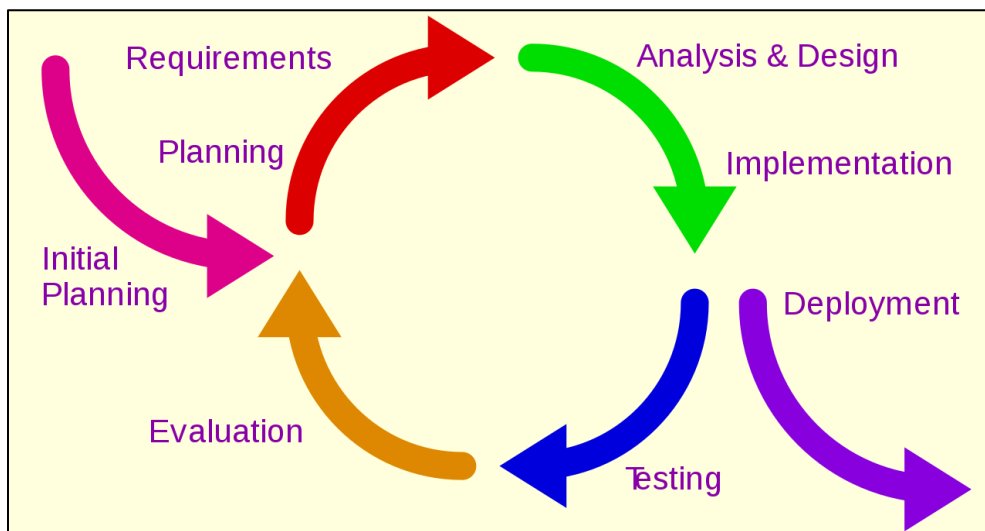 Requirements
Analysis & Design
Planning
Implementation
Initial
Planning
Deployment
Evaluation
Testing